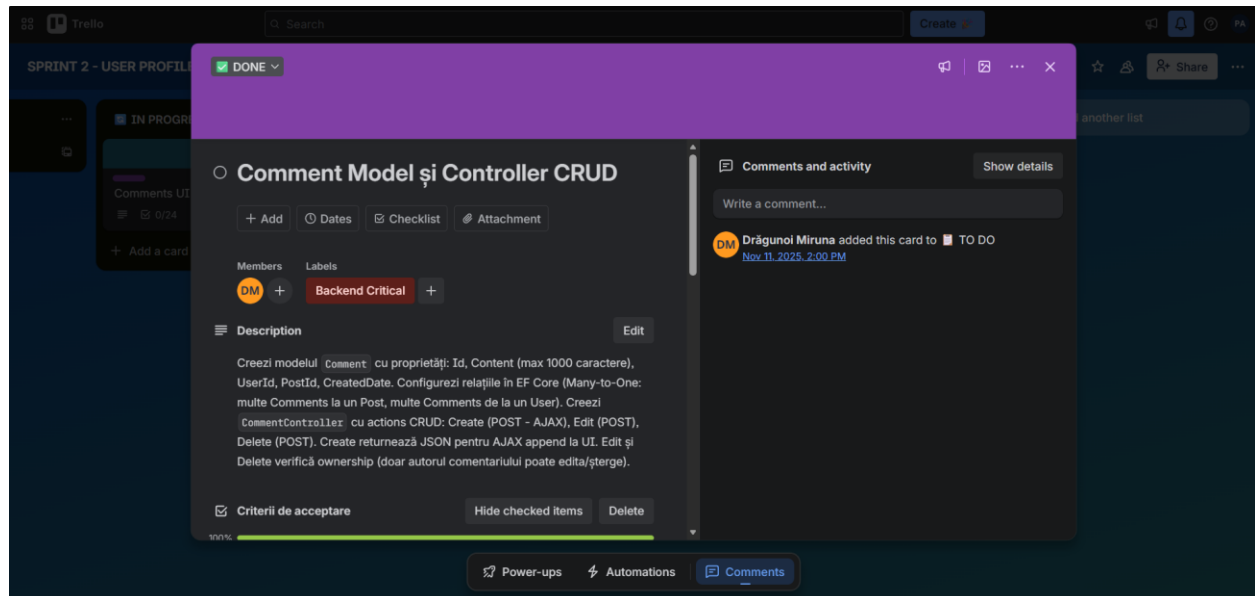 Trello
Search
Create
PA
SPRINT 2 - USER PROFIL
Share
DONE
IN PROGR
another list
Comments UI
0/24
+ Add a card
Comment Model și Controller CRUD
+ Add
Dates
Checklist
Attachment
Members
Labels
DM
+
Backend Critical
+
Description
Edit
Creezi modelul Comment cu proprietăți: Id, Content (max 1000 caractere),
UserId, PostId, CreatedDate. Configurezi relațiile în EF Core (Many-to-One:
multe Comments la un Post, multe Comments de la un User). Creezi
CommentController cu actions CRUD: Create (POST - AJAX), Edit (POST),
Delete (POST). Create returnează JSON pentru AJAX append la UI. Edit și
Delete verifică ownership (doar autorul comentariului poate edita/șterge).
Criterii de acceptare
Hide checked items
Delete
100%
Comments and activity
Show details
Write a comment...
DM
Drăgunoi Miruna added this card to TO DO
Nov 11, 2025, 2:00 PM
Power-ups
Automations
Comments